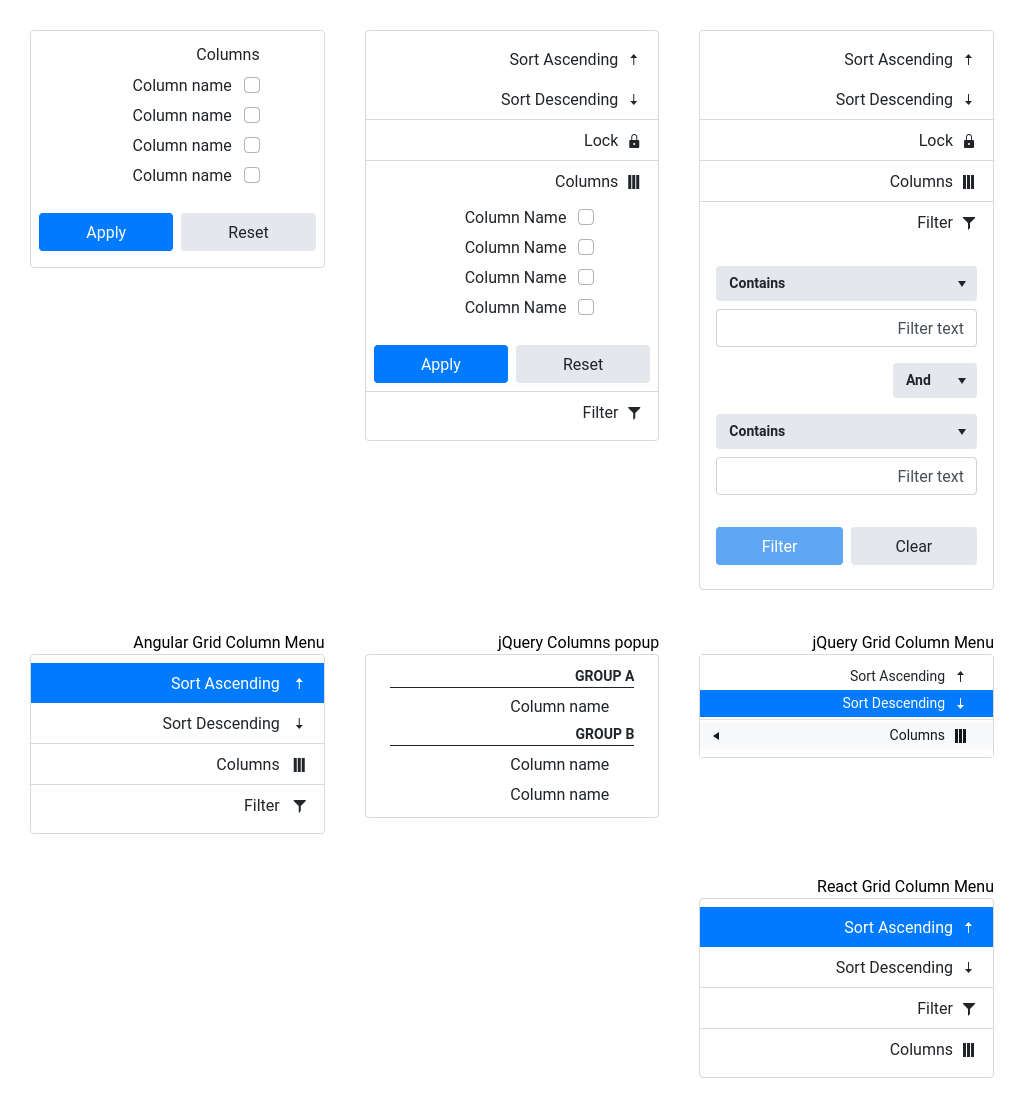 Columns
Column name
Column name
Column name
Column name
Apply
Reset
Sort Ascending
Sort Descending
Lock
Columns
Column Name
Column Name
Column Name
Column Name
Apply
Reset
Filter
Sort Ascending
Sort Descending
Lock
Columns
Filter
Contains
Filter text
And
Contains
Filter text
Filter
Clear
Angular Grid Column Menu
Sort Ascending
Sort Descending
Columns
Filter
jQuery Columns popup
GROUP A
Column name
GROUP B
Column name
Column name
jQuery Grid Column Menu
Sort Ascending
Sort Descending
Columns
React Grid Column Menu
Sort Ascending
Sort Descending
Filter
Columns